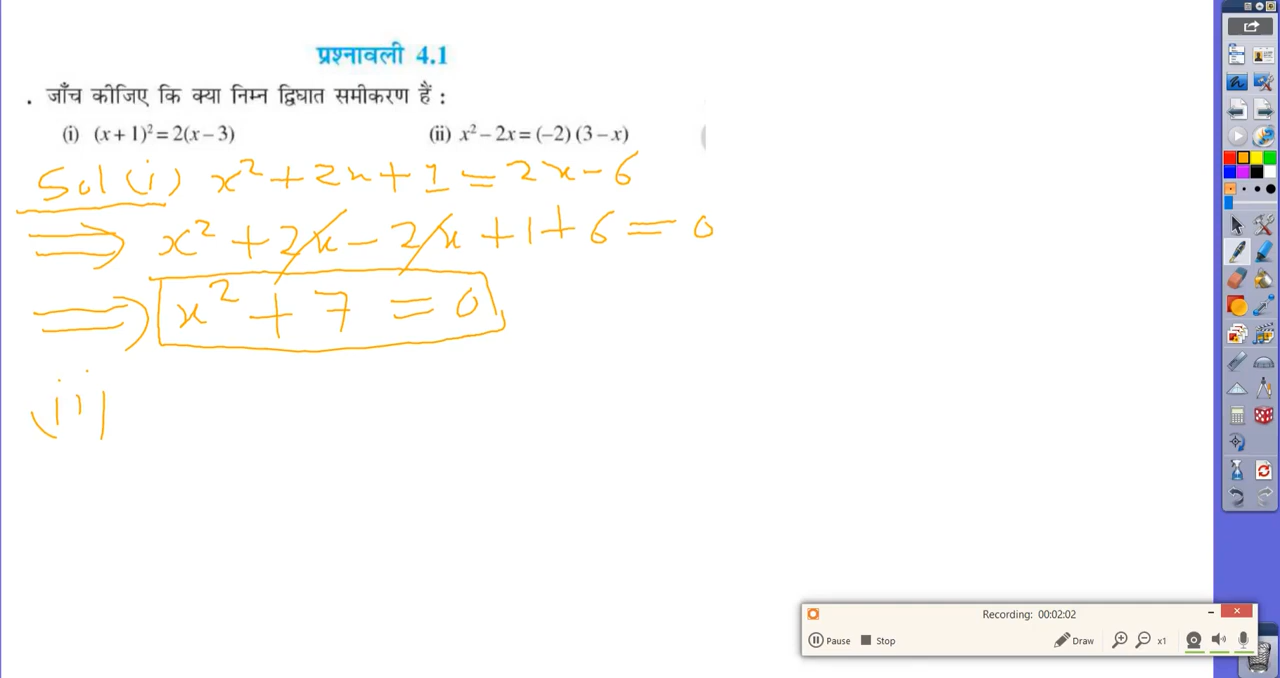 प्रश्नावली 4.1
. जाँच कीजिए कि क्या निम्न द्विघात समीकरण हैं :
(i) (x + 1)² = 2(x – 3) (ii) x² – 2x = (–2) (3 – x)
Sol (i) x² + 2x + 1 = 2x - 6
⇒ x² + 2x - 2x + 1 + 6 = 0
⇒ x² + 7 = 0
(ii)
Recording: 00:02:02
Pause Stop Draw x1